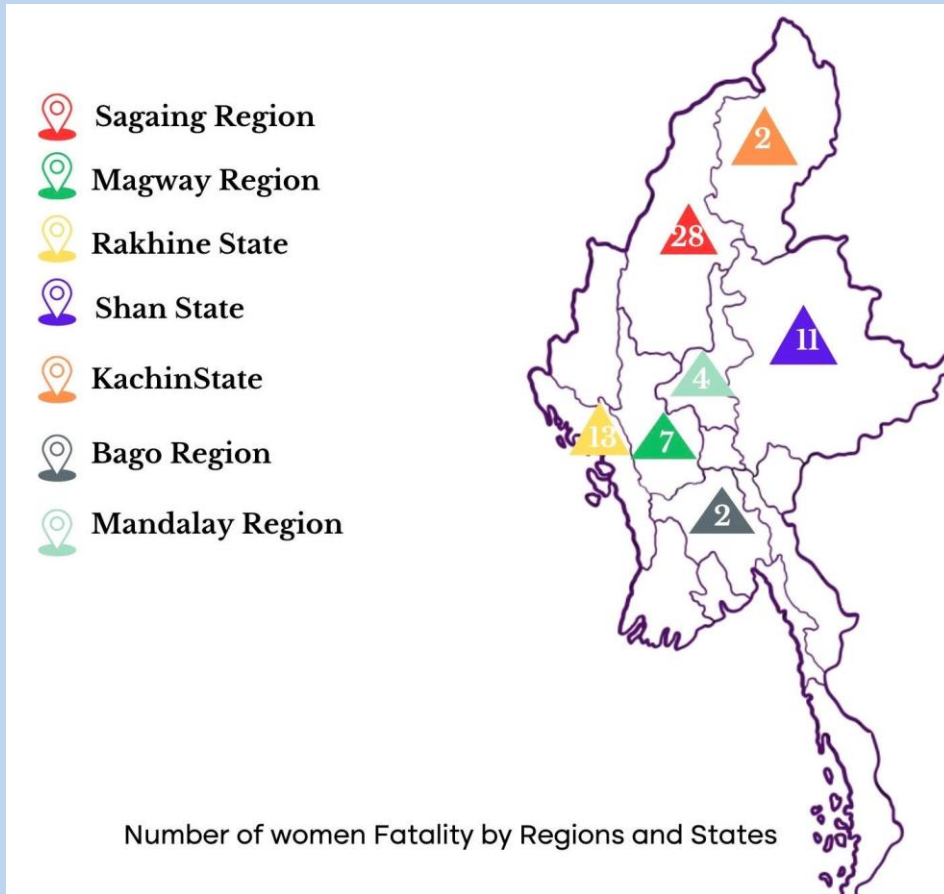 Sagaing Region
Magway Region
Rakhine State
Shan State
KachinState
Bago Region
Mandalay Region
2
28
11
4
13
7
2
Number of women Fatality by Regions and States